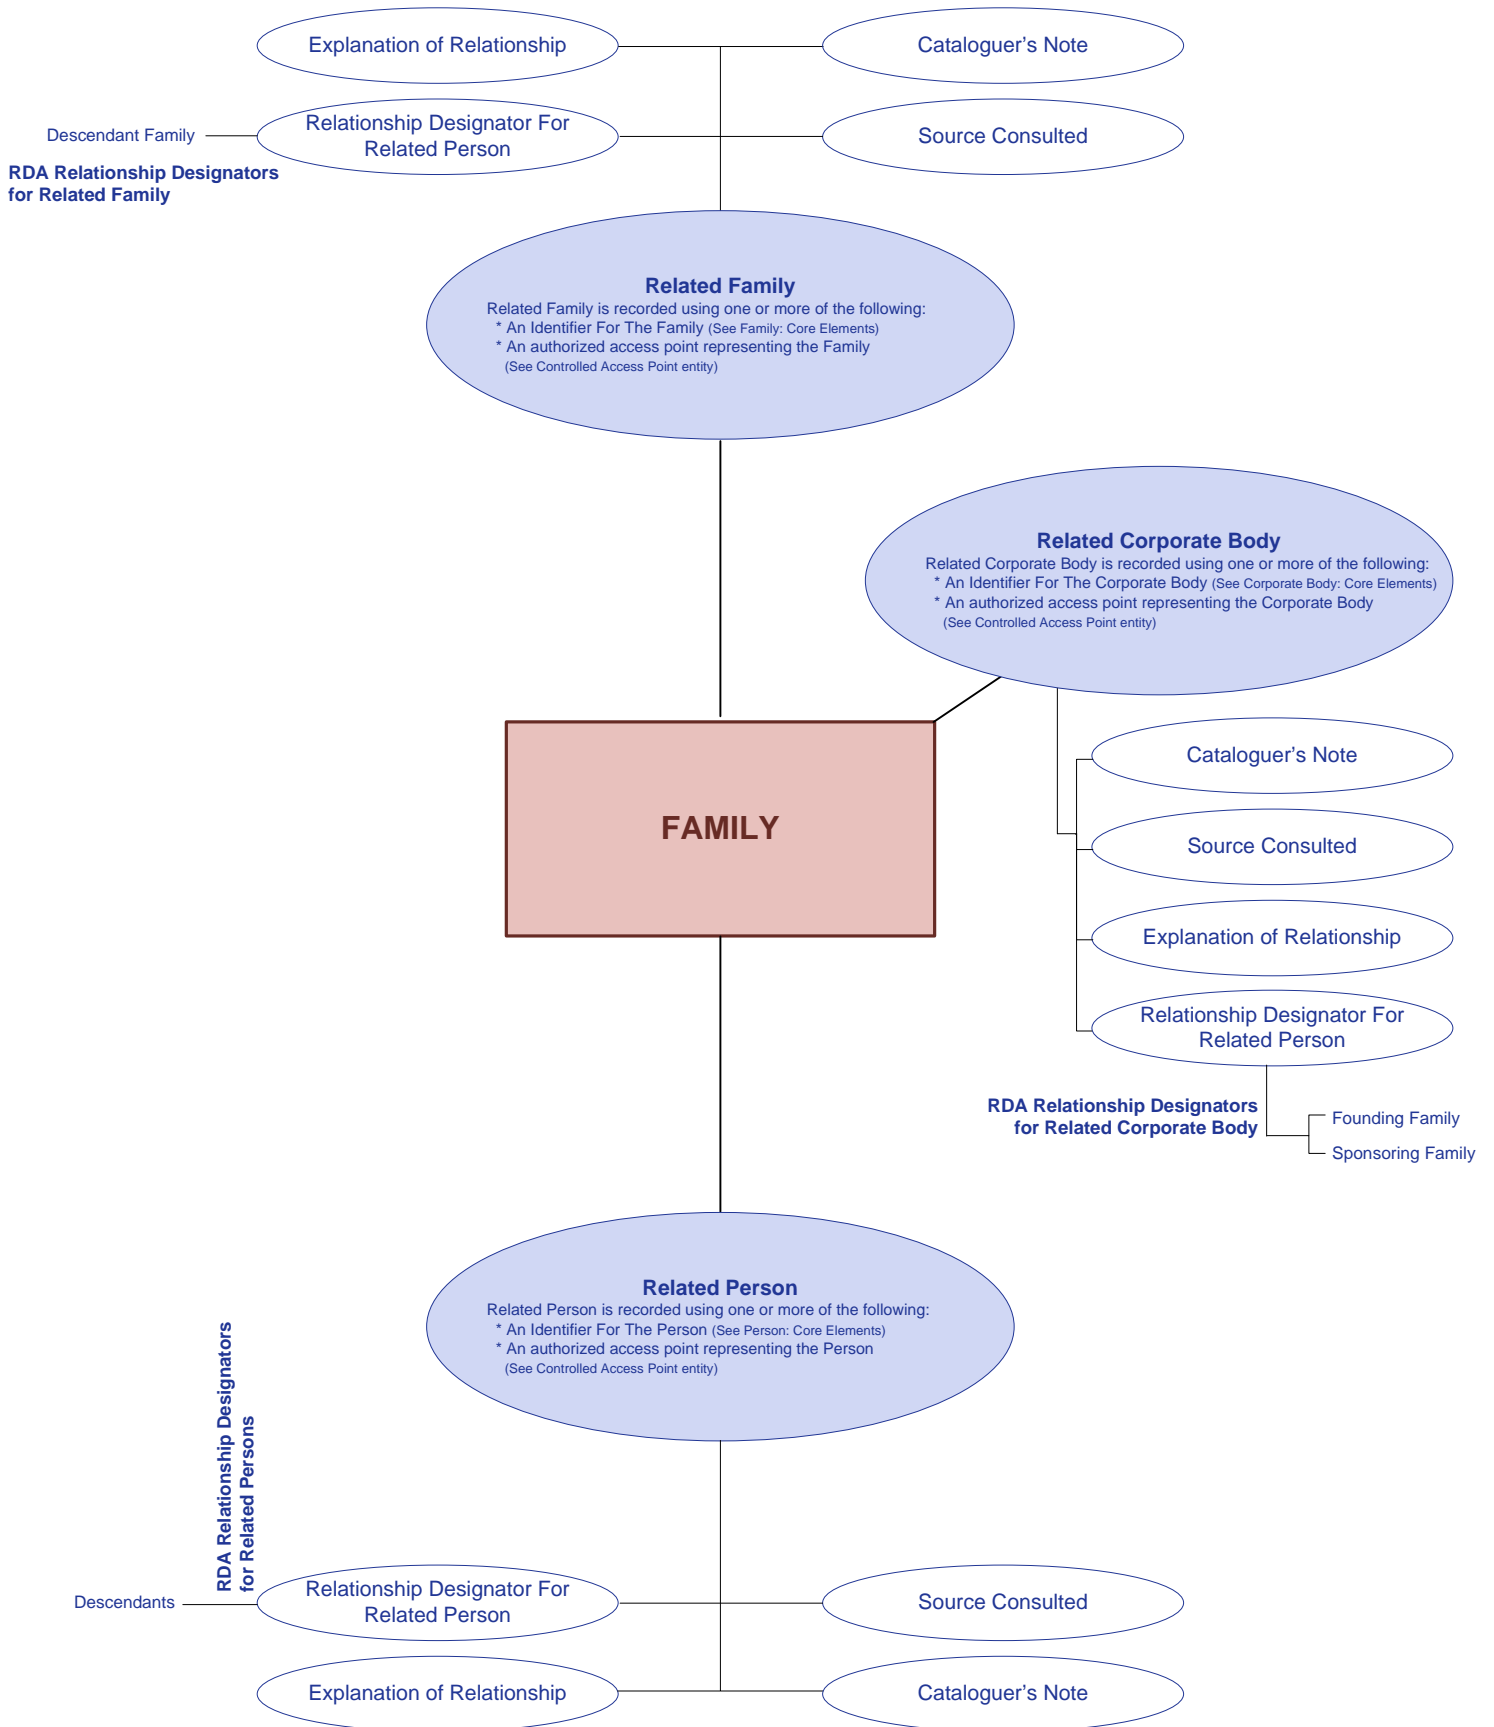 Explanation of Relationship
Cataloguer's Note
Relationship Designator For
Related Person
Source Consulted
Descendant Family
RDA Relationship Designators
for Related Family
Related Family
Related Family is recorded using one or more of the following:
* An Identifier For The Family (See Family: Core Elements)
* An authorized access point representing the Family
(See Controlled Access Point entity)
Related Corporate Body
Related Corporate Body is recorded using one or more of the following:
* An Identifier For The Corporate Body (See Corporate Body: Core Elements)
* An authorized access point representing the Corporate Body
(See Controlled Access Point entity)
FAMILY
Cataloguer's Note
Source Consulted
Explanation of Relationship
Relationship Designator For
Related Person
RDA Relationship Designators
for Related Corporate Body
Founding Family
Sponsoring Family
Related Person
Related Person is recorded using one or more of the following:
* An Identifier For The Person (See Person: Core Elements)
* An authorized access point representing the Person
(See Controlled Access Point entity)
RDA Relationship Designators
for Related Persons
Descendants
Relationship Designator For
Related Person
Source Consulted
Explanation of Relationship
Cataloguer's Note